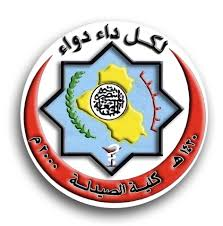 لكل داء دواء
١٤٢٠هـ
كلية الصيدلة
٢٠٠٠م